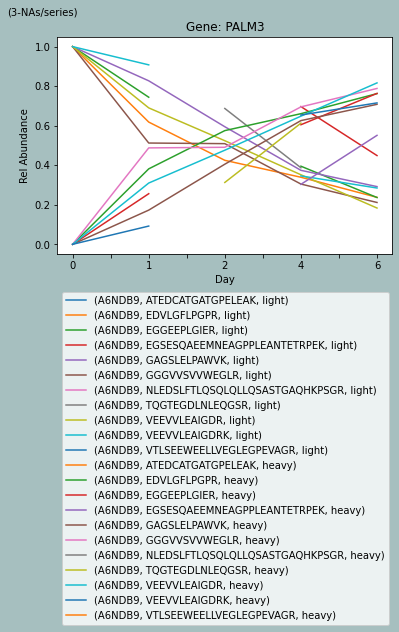 (3-NAs/series)
Gene: PALM3
Rel Abundance
1.0
0.8
0.6
0.4
0.2
0.0
0 1 2 4 6
Day
(A6NDB9, ATEDCATGATGPELEAK, light)
(A6NDB9, EDVLGFLPGPR, light)
(A6NDB9, EGGEEPLGIER, light)
(A6NDB9, EGSESQAEEMNEAGPPLEANTETRPEK, light)
(A6NDB9, GAGSLELPAWVK, light)
(A6NDB9, GGGVVSVVWEGLR, light)
(A6NDB9, NLEDSLFTLQSQLQLLQSASTGAQHKPSGR, light)
(A6NDB9, TQGTEGDLNLEQGSR, light)
(A6NDB9, VEEVVLEAIGDR, light)
(A6NDB9, VEEVVLEAIGDRK, light)
(A6NDB9, VTLSEEWEELLVEGLEGPEVAGR, light)
(A6NDB9, ATEDCATGATGPELEAK, heavy)
(A6NDB9, EDVLGFLPGPR, heavy)
(A6NDB9, EGGEEPLGIER, heavy)
(A6NDB9, EGSESQAEEMNEAGPPLEANTETRPEK, heavy)
(A6NDB9, GAGSLELPAWVK, heavy)
(A6NDB9, GGGVVSVVWEGLR, heavy)
(A6NDB9, NLEDSLFTLQSQLQLLQSASTGAQHKPSGR, heavy)
(A6NDB9, TQGTEGDLNLEQGSR, heavy)
(A6NDB9, VEEVVLEAIGDR, heavy)
(A6NDB9, VEEVVLEAIGDRK, heavy)
(A6NDB9, VTLSEEWEELLVEGLEGPEVAGR, heavy)